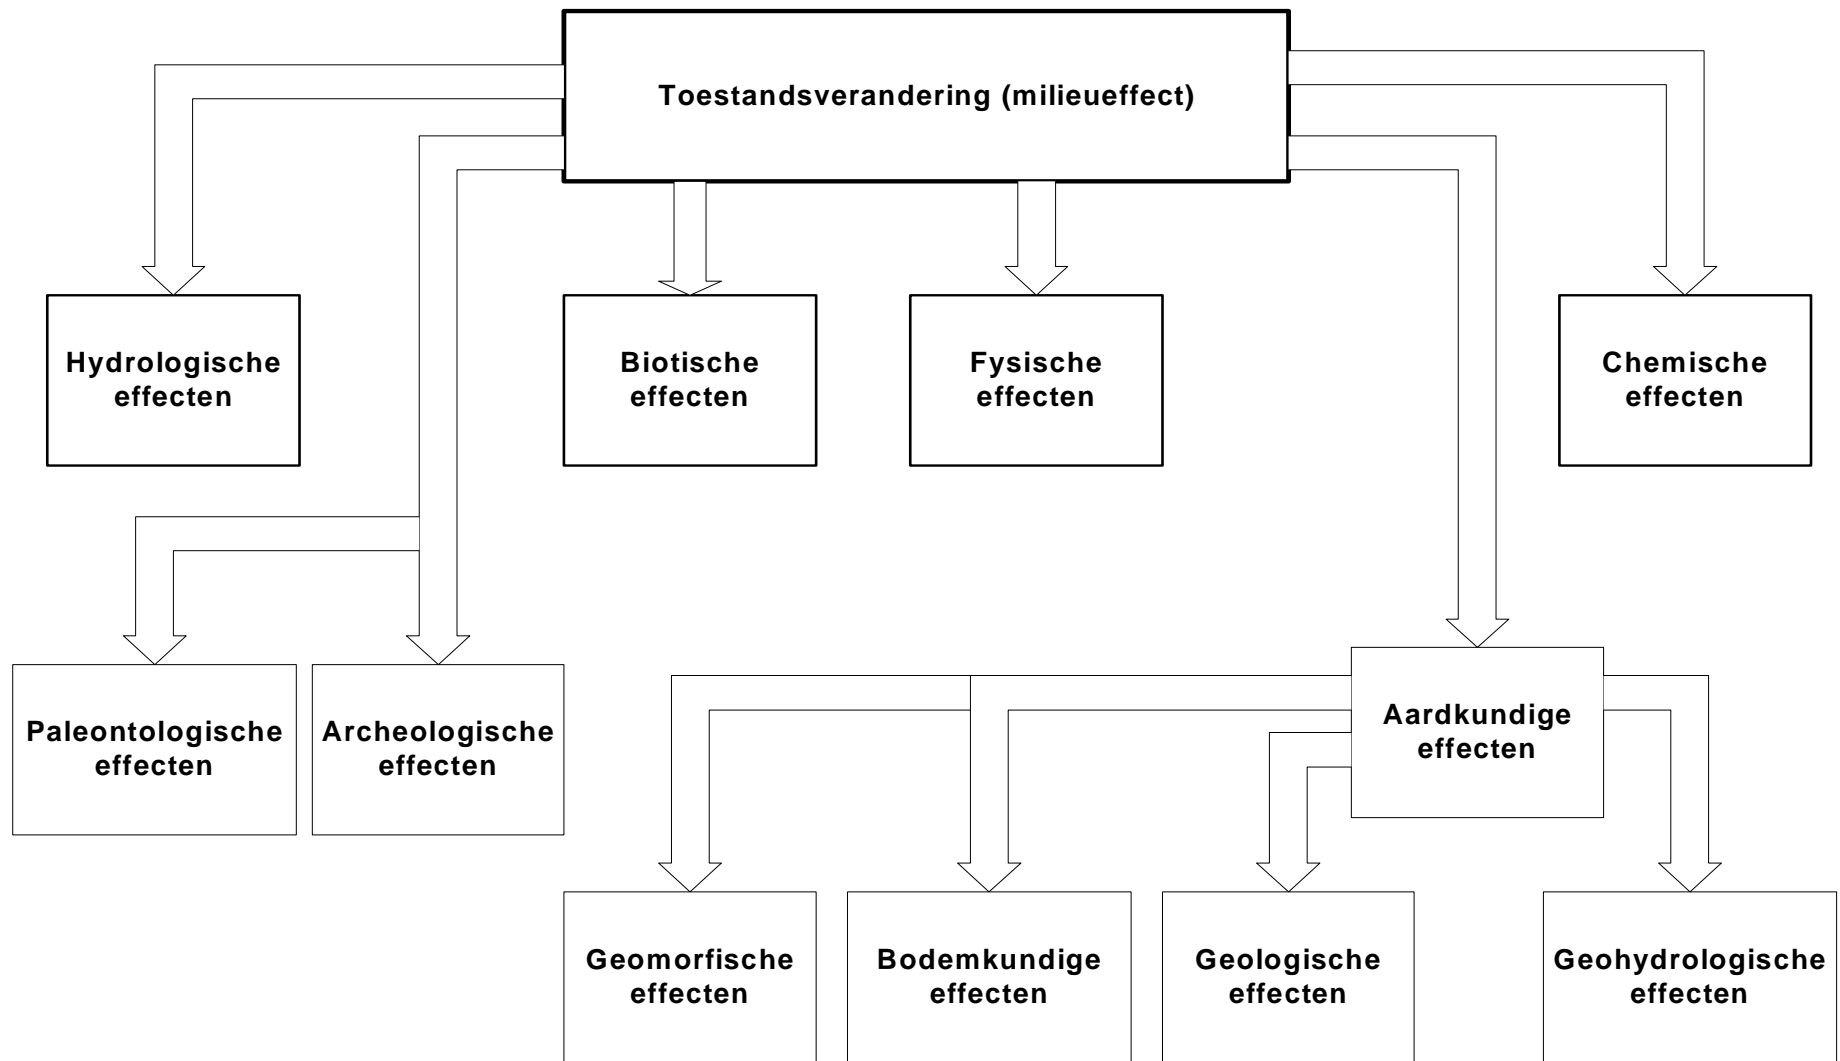 Toestandsverandering (milieueffect)
Hydrologische
effecten
Biotische
effecten
Fysische
effecten
Chemische
effecten
Paleontologische
effecten
Archeologische
effecten
Aardkundige
effecten
Geomorfische
effecten
Bodemkundige
effecten
Geologische
effecten
Geohydrologische
effecten